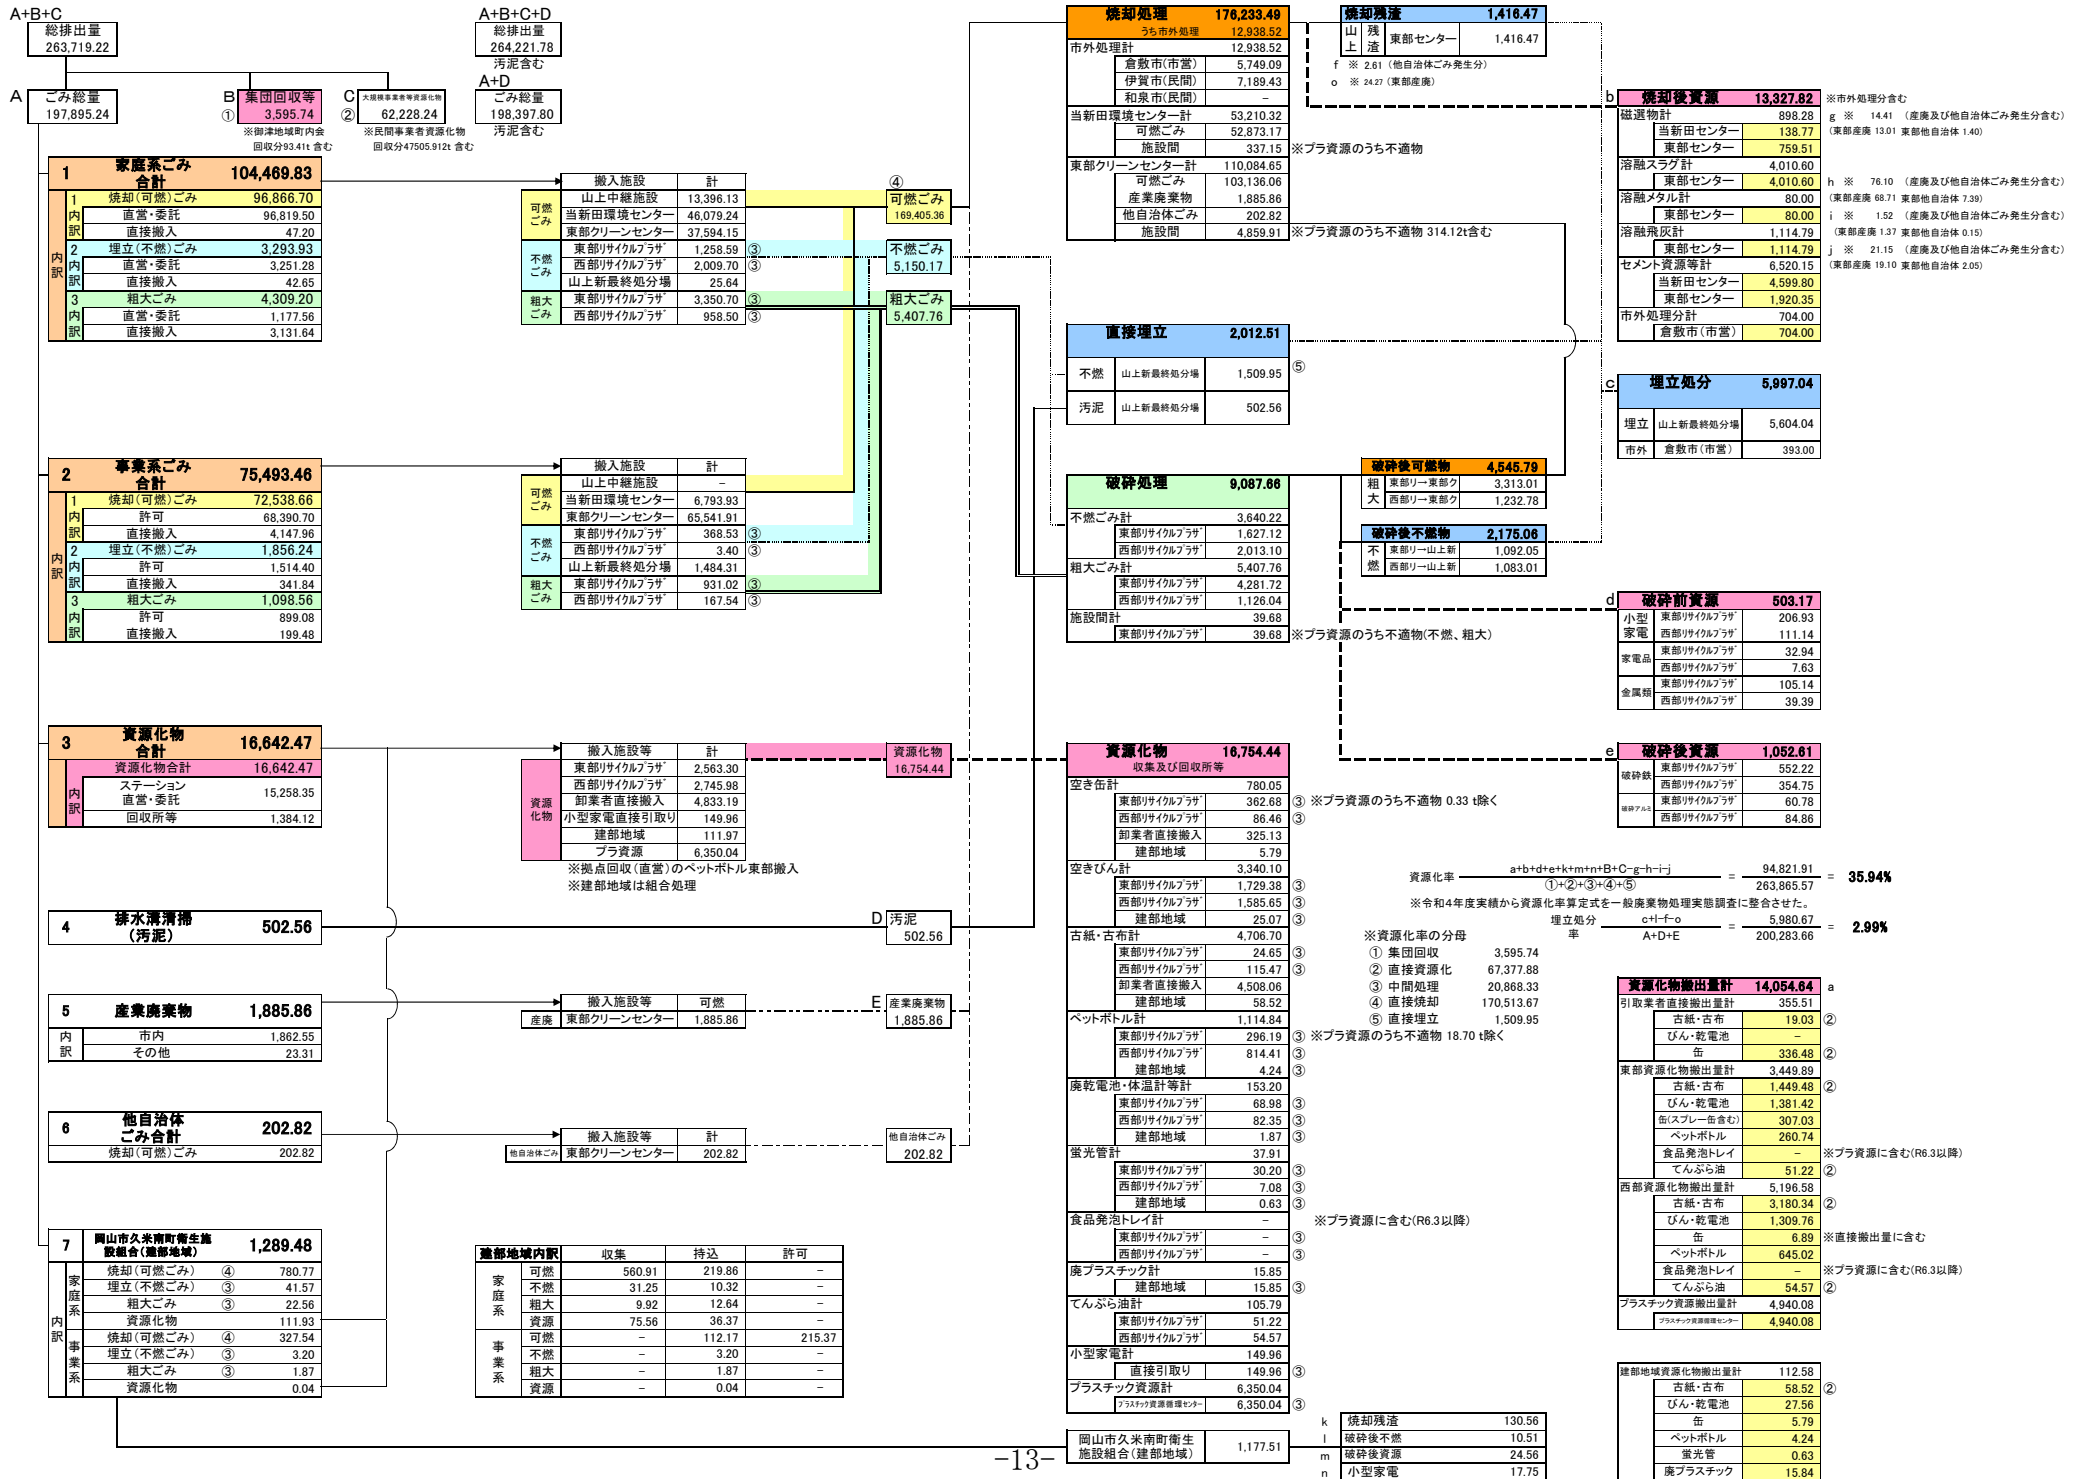 A+B+C
総排出量
263,719.22
A+B+C+D
総排出量
264,221.78
汚泥含む
A ごみ総量
197,895.24
B 集団回収等
① 3,595.74
※御津地域町内会
回収分93.41t 含む
C 大規模事業者等資源化物
② 62,228.24
※民間事業者資源化物
回収分47505.912t 含む
A+D
ごみ総量
198,397.80
汚泥含む
1 家庭系ごみ合計 104,469.83
内訳
1 焼却(可燃)ごみ 96,866.70
内訳 直営・委託 96,819.50
直接搬入 47.20
2 埋立(不燃)ごみ 3,293.93
内訳 直営・委託 3,251.28
直接搬入 42.65
3 粗大ごみ 4,309.20
内訳 直営・委託 1,177.56
直接搬入 3,131.64
搬入施設 計
可燃ごみ 山上中継施設 13,396.13
当新田環境センター 46,079.24
東部クリーンセンター 37,594.15
不燃ごみ 東部リサイクルプラザ 1,258.59 ③
西部リサイクルプラザ 2,009.70 ③
山上新最終処分場 25.64
粗大ごみ 東部リサイクルプラザ 3,350.70 ③
西部リサイクルプラザ 958.50 ③
④
可燃ごみ
169,405.36
不燃ごみ
5,150.17
粗大ごみ
5,407.76
2 事業系ごみ合計 75,493.46
内訳
1 焼却(可燃)ごみ 72,538.66
内訳 許可 68,390.70
直接搬入 4,147.96
2 埋立(不燃)ごみ 1,856.24
内訳 許可 1,514.40
直接搬入 341.84
3 粗大ごみ 1,098.56
内訳 許可 899.08
直接搬入 199.48
搬入施設 計
可燃ごみ 山上中継施設 −
当新田環境センター 6,793.93
東部クリーンセンター 65,541.91
不燃ごみ 東部リサイクルプラザ 368.53 ③
西部リサイクルプラザ 3.40 ③
山上新最終処分場 1,484.31
粗大ごみ 東部リサイクルプラザ 931.02 ③
西部リサイクルプラザ 167.54 ③
3 資源化物合計 16,642.47
内訳
資源化物合計 16,642.47
ステーション直営・委託 15,258.35
回収所等 1,384.12
搬入施設等 計
資源化物 東部リサイクルプラザ 2,563.30
西部リサイクルプラザ 2,745.98
卸業者直接搬入 4,833.19
小型家電直接引取り 149.96
建部地域 111.97
プラ資源 6,350.04
※拠点回収(直営)のペットボトル東部搬入
※建部地域は組合処理
資源化物
16,754.44
4 排水溝清掃(汚泥) 502.56
D 汚泥
502.56
5 産業廃棄物 1,885.86
内訳 市内 1,862.55
その他 23.31
搬入施設等 可燃
産廃 東部クリーンセンター 1,885.86
E 産業廃棄物
1,885.86
6 他自治体ごみ合計 202.82
焼却(可燃)ごみ 202.82
搬入施設等 計
他自治体ごみ 東部クリーンセンター 202.82
他自治体ごみ
202.82
7 岡山市久米南町衛生施設組合(建部地域) 1,289.48
内訳
家庭系 焼却(可燃ごみ) ④ 780.77
埋立(不燃ごみ) ③ 41.57
粗大ごみ ③ 22.56
資源化物 111.93
事業系 焼却(可燃ごみ) ④ 327.54
埋立(不燃ごみ) ③ 3.20
粗大ごみ ③ 1.87
資源化物 0.04
建部地域内訳 収集 持込 許可
家庭系 可燃 560.91 219.86 −
不燃 31.25 10.32 −
粗大 9.92 12.64 −
資源 75.56 36.37 −
事業系 可燃 − 112.17 215.37
不燃 − 3.20 −
粗大 − 1.87 −
資源 − 0.04 −
焼却処理 176,233.49
うち市外処理 12,938.52
市外処理計 12,938.52
倉敷市(市営) 5,749.09
伊賀市(民間) 7,189.43
和泉市(民間) −
当新田環境センター計 53,210.32
可燃ごみ 52,873.17
施設間 337.15 ※プラ資源のうち不適物
東部クリーンセンター計 110,084.65
可燃ごみ 103,136.06
産業廃棄物 1,885.86
他自治体ごみ 202.82
施設間 4,859.91 ※プラ資源のうち不適物 314.12t含む
直接埋立 2,012.51
不燃 山上新最終処分場 1,509.95 ⑤
汚泥 山上新最終処分場 502.56
破砕処理 9,087.66
不燃ごみ計 3,640.22
東部リサイクルプラザ 1,627.12
西部リサイクルプラザ 2,013.10
粗大ごみ計 5,407.76
東部リサイクルプラザ 4,281.72
西部リサイクルプラザ 1,126.04
施設間計 39.68
東部リサイクルプラザ 39.68 ※プラ資源のうち不適物(不燃、粗大)
資源化物 16,754.44
収集及び回収所等
空き缶計 780.05
東部リサイクルプラザ 362.68 ③ ※プラ資源のうち不適物 0.33 t除く
西部リサイクルプラザ 86.46 ③
卸業者直接搬入 325.13
建部地域 5.79
空きびん計 3,340.10
東部リサイクルプラザ 1,729.38 ③
西部リサイクルプラザ 1,585.65 ③
建部地域 25.07 ③
古紙・古布計 4,706.70
東部リサイクルプラザ 24.65 ③
西部リサイクルプラザ 115.47 ③
卸業者直接搬入 4,508.06
建部地域 58.52
ペットボトル計 1,114.84
東部リサイクルプラザ 296.19 ③ ※プラ資源のうち不適物 18.70 t除く
西部リサイクルプラザ 814.41 ③
建部地域 4.24 ③
廃乾電池・体温計等計 153.20
東部リサイクルプラザ 68.98 ③
西部リサイクルプラザ 82.35 ③
建部地域 1.87 ③
蛍光管計 37.91
東部リサイクルプラザ 30.20 ③
西部リサイクルプラザ 7.08 ③
建部地域 0.63 ③
食品発泡トレイ計 − ※プラ資源に含む(R6.3以降)
東部リサイクルプラザ − ③
西部リサイクルプラザ − ③
廃プラスチック計 15.85
建部地域 15.85 ③
てんぷら油計 105.79
東部リサイクルプラザ 51.22
西部リサイクルプラザ 54.57
小型家電計 149.96
直接引取り 149.96 ③
プラスチック資源計 6,350.04
プラスチック資源循環センター 6,350.04 ③
岡山市久米南町衛生施設組合(建部地域) 1,177.51
焼却残渣 1,416.47
山上 残渣 東部センター 1,416.47
f ※ 2.61 (他自治体ごみ発生分)
o ※ 24.27 (東部産廃)
破砕後可燃物 4,545.79
粗大 東部リ→東部ク 3,313.01
西部リ→東部ク 1,232.78
破砕後不燃物 2,175.06
不燃 東部リ→山上新 1,092.05
西部リ→山上新 1,083.01
b 焼却後資源 13,327.82 ※市外処理分含む
磁選物計 898.28 g ※ 14.41 (産廃及び他自治体ごみ発生分含む)
当新田センター 138.77 (東部産廃 13.01 東部他自治体 1.40)
東部センター 759.51
溶融スラグ計 4,010.60
東部センター 4,010.60 h ※ 76.10 (産廃及び他自治体ごみ発生分含む)
溶融メタル計 80.00 (東部産廃 68.71 東部他自治体 7.39)
東部センター 80.00 i ※ 1.52 (産廃及び他自治体ごみ発生分含む)
溶融飛灰計 1,114.79 (東部産廃 1.37 東部他自治体 0.15)
東部センター 1,114.79 j ※ 21.15 (産廃及び他自治体ごみ発生分含む)
セメント資源等計 6,520.15 (東部産廃 19.10 東部他自治体 2.05)
当新田センター 4,599.80
東部センター 1,920.35
市外処理分計 704.00
倉敷市(市営) 704.00
c 埋立処分 5,997.04
埋立 山上新最終処分場 5,604.04
市外 倉敷市(市営) 393.00
d 破砕前資源 503.17
小型家電 東部リサイクルプラザ 206.93
西部リサイクルプラザ 111.14
家電品 東部リサイクルプラザ 32.94
西部リサイクルプラザ 7.63
金属類 東部リサイクルプラザ 105.14
西部リサイクルプラザ 39.39
e 破砕後資源 1,052.61
破砕鉄 東部リサイクルプラザ 552.22
西部リサイクルプラザ 354.75
破砕アルミ 東部リサイクルプラザ 60.78
西部リサイクルプラザ 84.86
資源化率 a+b+d+e+k+m+n+B+C-g-h-i-j = 94,821.91 = 35.94%
①+②+③+④+⑤ 263,865.57
※令和4年度実績から資源化率算定式を一般廃棄物処理実態調査に整合させた。
埋立処分率 c+l-f-o = 5,980.67 = 2.99%
A+D+E 200,283.66
※資源化率の分母
① 集団回収 3,595.74
② 直接資源化 67,377.88
③ 中間処理 20,868.33
④ 直接焼却 170,513.67
⑤ 直接埋立 1,509.95
資源化物搬出量計 14,054.64 a
引取業者直接搬出量計 355.51
古紙・古布 19.03 ②
びん・乾電池 −
缶 336.48 ②
東部資源化物搬出量計 3,449.89
古紙・古布 1,449.48 ②
びん・乾電池 1,381.42
缶(スプレー缶含む) 307.03
ペットボトル 260.74
食品発泡トレイ − ※プラ資源に含む(R6.3以降)
てんぷら油 51.22 ②
西部資源化物搬出量計 5,196.58
古紙・古布 3,180.34 ②
びん・乾電池 1,309.76
缶 6.89 ※直接搬出量に含む
ペットボトル 645.02
食品発泡トレイ − ※プラ資源に含む(R6.3以降)
てんぷら油 54.57 ②
プラスチック資源搬出量計 4,940.08
プラスチック資源循環センター 4,940.08
建部地域資源化物搬出量計 112.58
古紙・古布 58.52 ②
びん・乾電池 27.56
缶 5.79
ペットボトル 4.24
蛍光管 0.63
廃プラスチック 15.84
k 焼却残渣 130.56
l 破砕後不燃 10.51
m 破砕後資源 24.56
n 小型家電 17.75
-13-